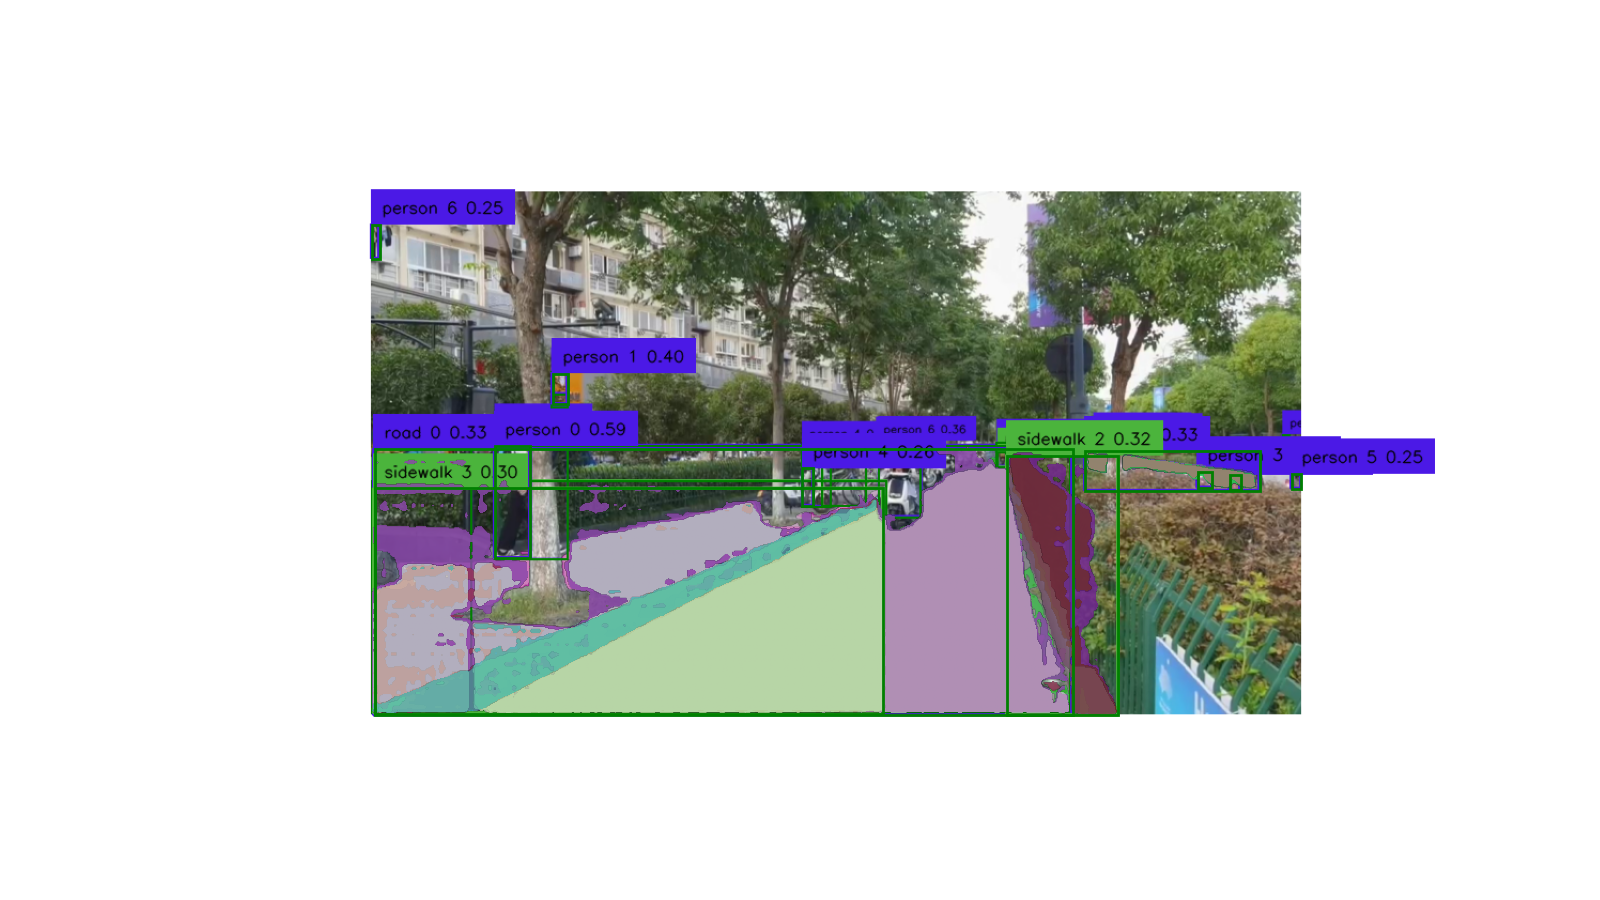 person 6 0.25
person 1 0.40
road 0 0.33
person 0 0.59
person 6 0.36
person 4 0.26
sidewalk 2 0.32
0.33
sidewalk 3 0.30
person 3
person 5 0.25
pe